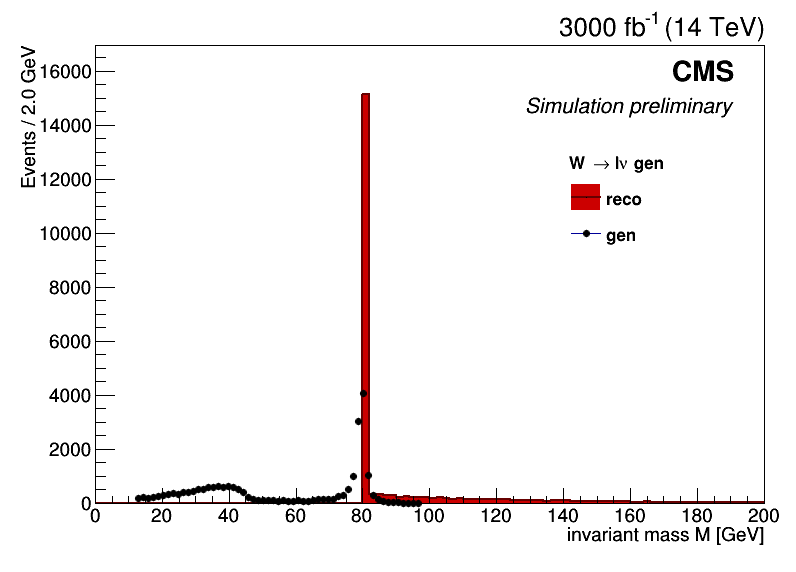 3000 fb⁻¹ (14 TeV)
Events / 2.0 GeV
CMS
Simulation preliminary
W → lν gen
reco
gen
16000
14000
12000
10000
8000
6000
4000
2000
0
0 20 40 60 80 100 120 140 160 180 200
invariant mass M [GeV]